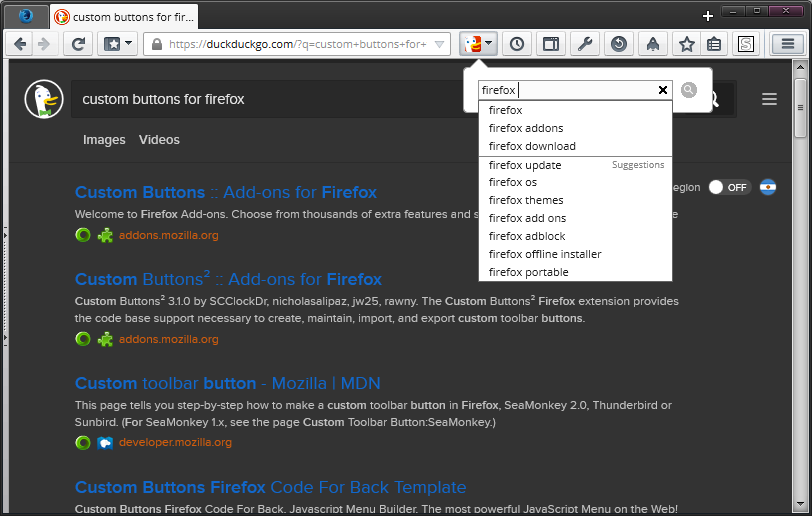 custom buttons for fir...
https://duckduckgo.com/?q=custom+buttons+for+
S
firefox
custom buttons for firefox
firefox
firefox addons
firefox download
firefox update Suggestions
firefox os
firefox themes
firefox add ons
firefox adblock
firefox offline installer
firefox portable
Images Videos
egion OFF
Custom Buttons :: Add-ons for Firefox
Welcome to Firefox Add-ons. Choose from thousands of extra features and s
addons.mozilla.org
Custom Buttons² :: Add-ons for Firefox
Custom Buttons² 3.1.0 by SCClockDr, nicholasalipaz, jw25, rawny. The Custom Buttons² Firefox extension provides
the code base support necessary to create, maintain, import, and export custom toolbar buttons.
addons.mozilla.org
Custom toolbar button - Mozilla | MDN
This page tells you step-by-step how to make a custom toolbar button in Firefox, SeaMonkey 2.0, Thunderbird or
Sunbird. (For SeaMonkey 1.x, see the page Custom Toolbar Button:SeaMonkey.)
developer.mozilla.org
Custom Buttons Firefox Code For Back Template
Custom Buttons Firefox Code For Back. Javascript Menu Builder. The most powerful JavaScript Menu on the Web!